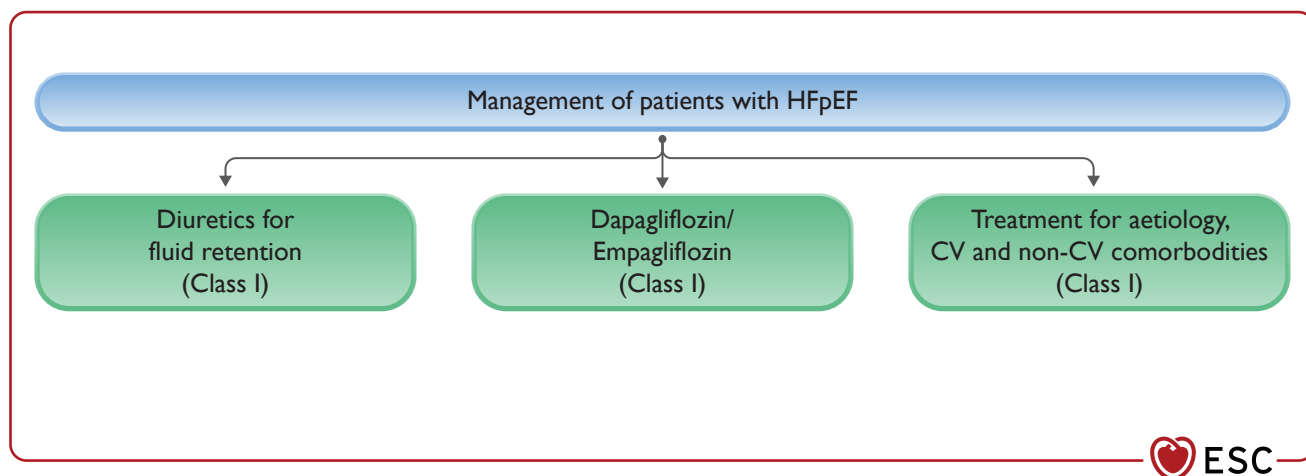 Management of patients with HFpEF
Diuretics for
fluid retention
(Class I)
Dapagliflozin/
Empagliflozin
(Class I)
Treatment for aetiology,
CV and non-CV comorbodities
(Class I)
ESC